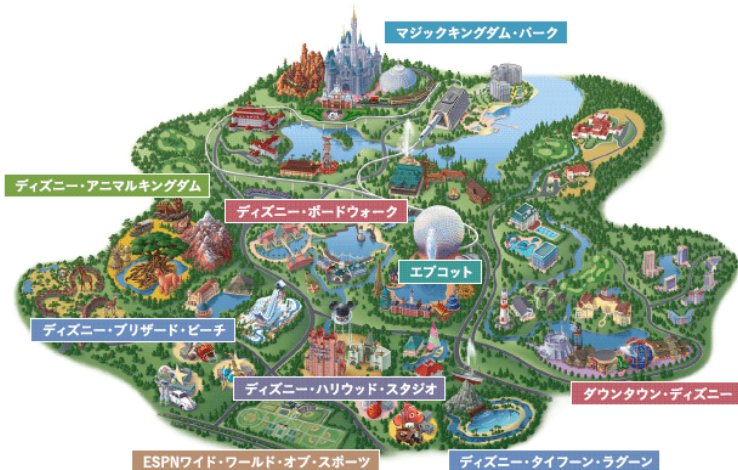 マジックキングダム・パーク
ディズニー・アニマルキングダム
ディズニー・ボードウォーク
エプコット
ディズニー・ブリザード・ビーチ
ディズニー・ハリウッド・スタジオ
ダウンタウン・ディズニー
ESPNワイド・ワールド・オブ・スポーツ
ディズニー・タイフーン・ラグーン